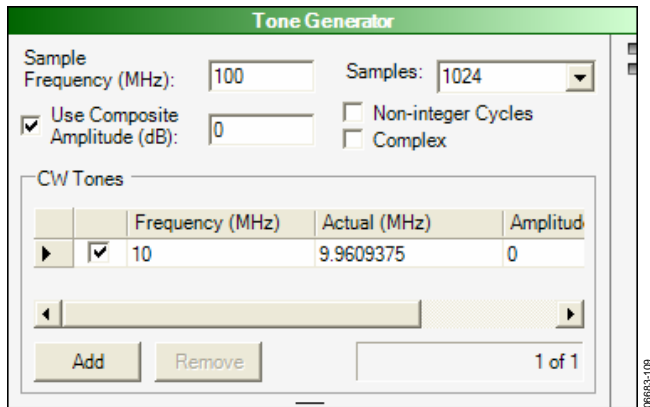 Tone Generator
Sample
Frequency (MHz): 100 Samples: 1024
Use Composite
Amplitude (dB): 0
Non-integer Cycles
Complex
CW Tones
Frequency (MHz) Actual (MHz) Amplitud
10 9.9609375 0
Add Remove 1 of 1
06683-109